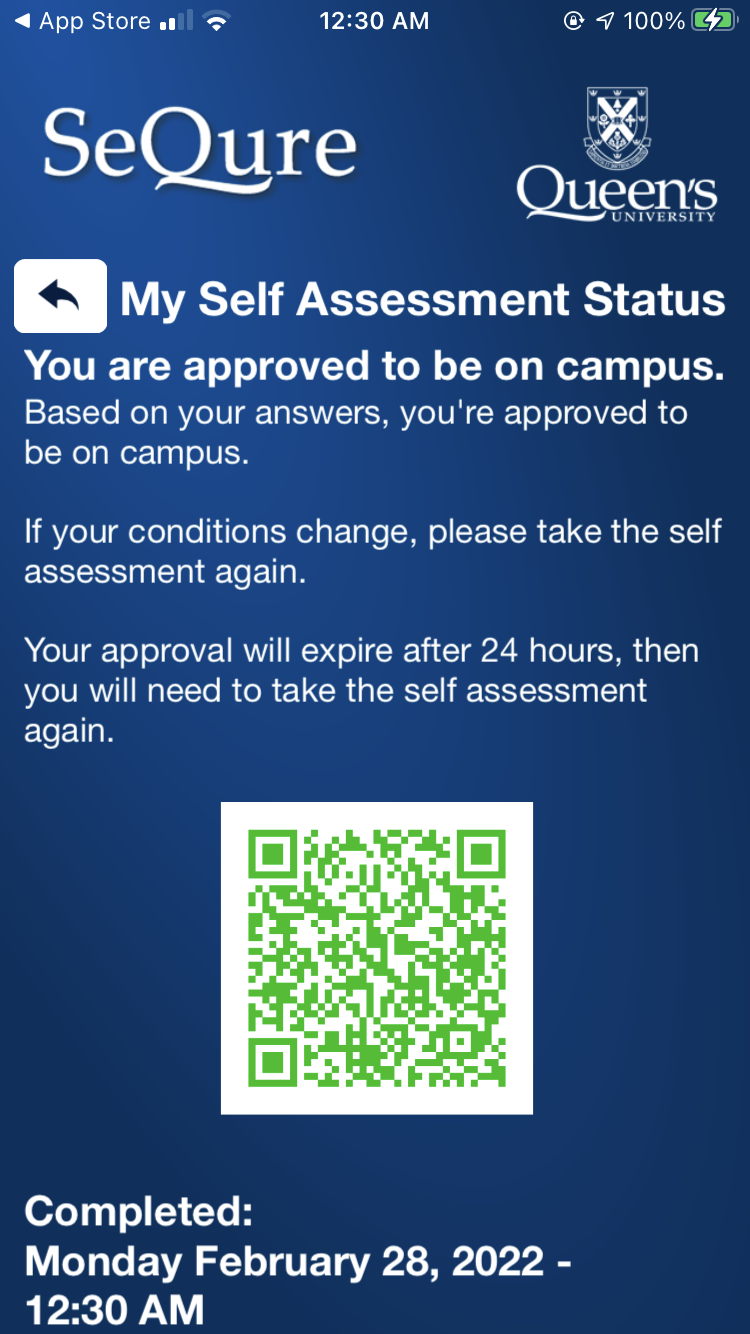 App Store 12:30 AM 100%
SeQure
Queen's
UNIVERSITY
My Self Assessment Status
You are approved to be on campus.
Based on your answers, you're approved to
be on campus.
If your conditions change, please take the self
assessment again.
Your approval will expire after 24 hours, then
you will need to take the self assessment
again.
Completed:
Monday February 28, 2022 -
12:30 AM